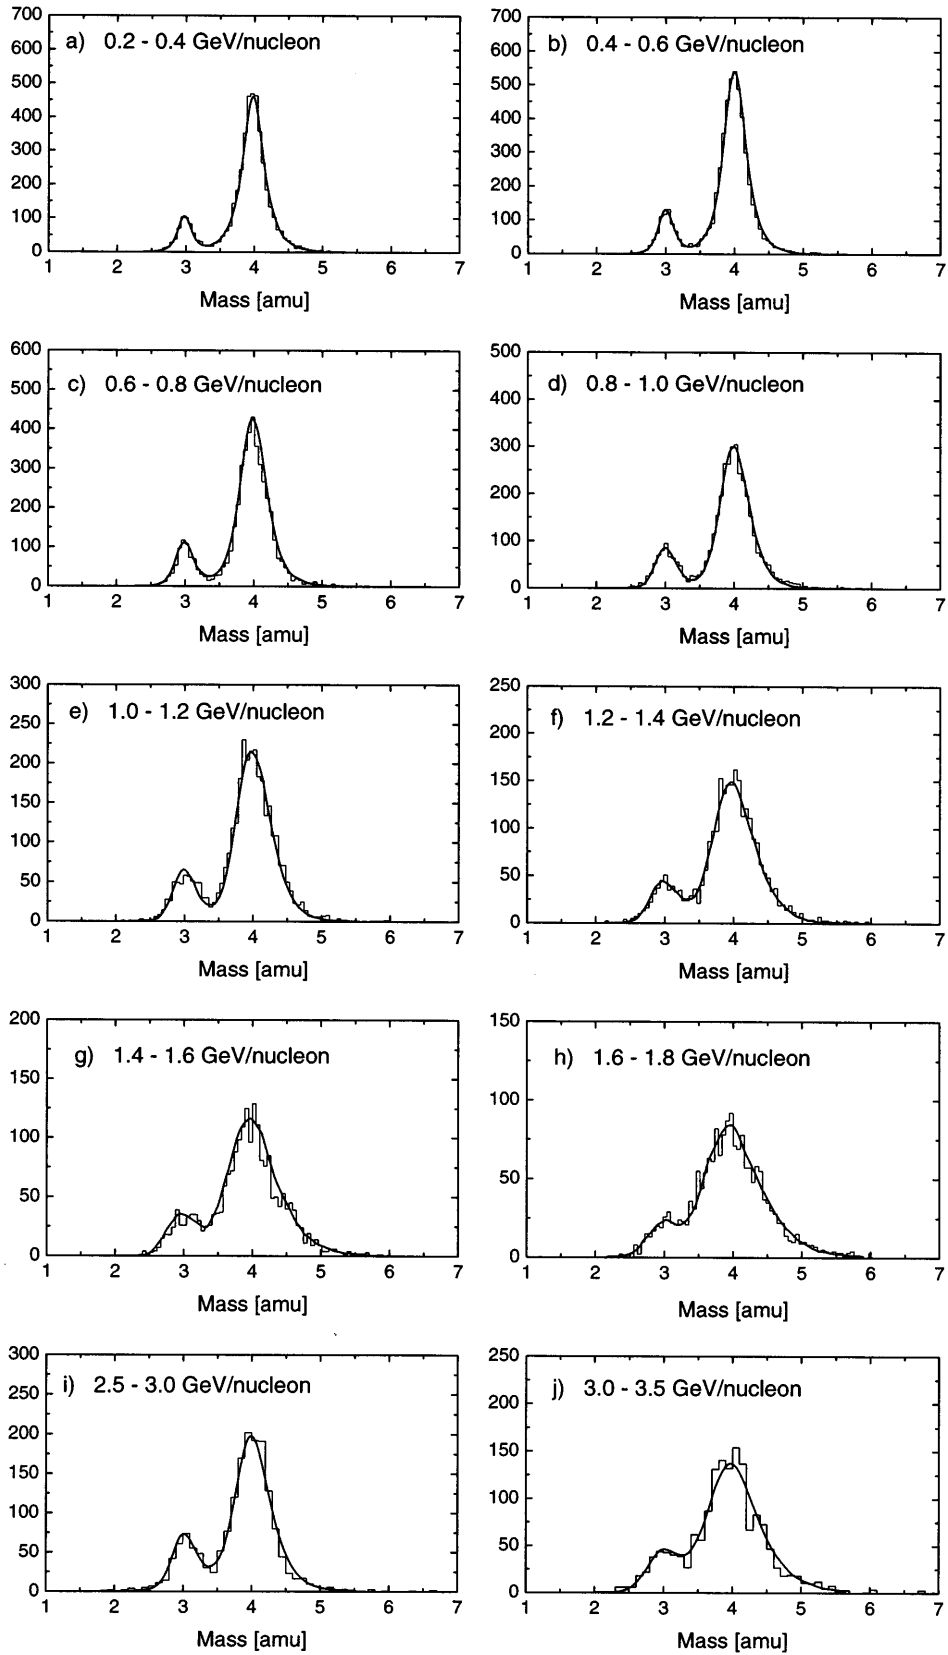 700
600
500
400
300
200
100
0
a) 0.2 - 0.4 GeV/nucleon
1 2 3 4 5 6 7
Mass [amu]
700
600
500
400
300
200
100
0
b) 0.4 - 0.6 GeV/nucleon
1 2 3 4 5 6 7
Mass [amu]
600
500
400
300
200
100
0
c) 0.6 - 0.8 GeV/nucleon
1 2 3 4 5 6 7
Mass [amu]
500
400
300
200
100
0
d) 0.8 - 1.0 GeV/nucleon
1 2 3 4 5 6 7
Mass [amu]
300
250
200
150
100
50
0
e) 1.0 - 1.2 GeV/nucleon
1 2 3 4 5 6 7
Mass [amu]
250
200
150
100
50
0
f) 1.2 - 1.4 GeV/nucleon
1 2 3 4 5 6 7
Mass [amu]
200
150
100
50
0
g) 1.4 - 1.6 GeV/nucleon
1 2 3 4 5 6 7
Mass [amu]
150
100
50
0
h) 1.6 - 1.8 GeV/nucleon
1 2 3 4 5 6 7
Mass [amu]
300
250
200
150
100
50
0
i) 2.5 - 3.0 GeV/nucleon
1 2 3 4 5 6 7
Mass [amu]
250
200
150
100
50
0
j) 3.0 - 3.5 GeV/nucleon
1 2 3 4 5 6 7
Mass [amu]